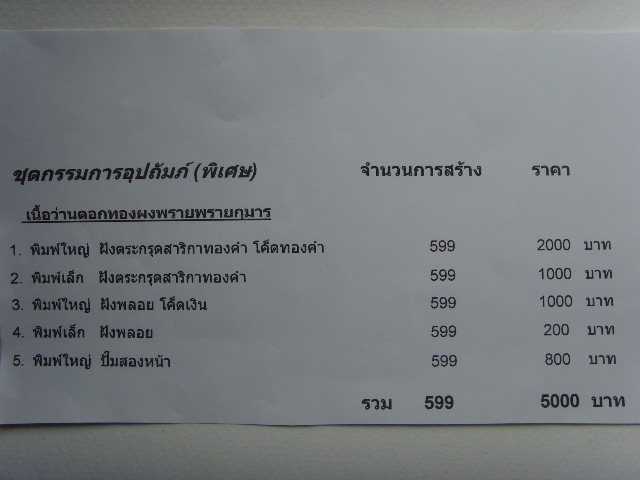 ชุดกรรมการอุปถัมภ์ (พิเศษ) จำนวนการสร้าง ราคา
เนื้อว่านดอกทองผงพรายพรายกุมาร
1. พิมพ์ใหญ่ ฝังตระกรุดสาริกาทองคำ โค็ดทองคำ 599 2000 บาท
2. พิมพ์เล็ก ฝังตระกรุดสาริกาทองคำ 599 1000 บาท
3. พิมพ์ใหญ่ ฝังพลอย โค็ดเงิน 599 1000 บาท
4. พิมพ์เล็ก ฝังพลอย 599 200 บาท
5. พิมพ์ใหญ่ ปั๊มสองหน้า 599 800 บาท
รวม 599 5000 บาท